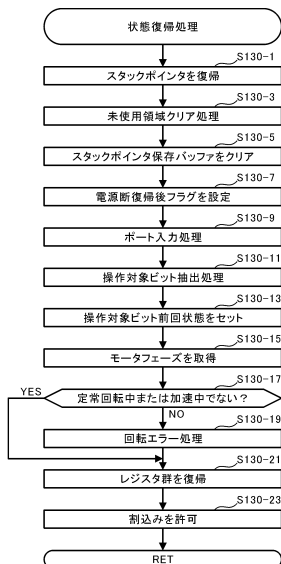 状態復帰処理
S130-1
スタックポインタを復帰
S130-3
未使用領域クリア処理
S130-5
スタックポインタ保存バッファをクリア
S130-7
電源断復帰後フラグを設定
S130-9
ポート入力処理
S130-11
操作対象ビット抽出処理
S130-13
操作対象ビット前回状態をセット
S130-15
モータフェーズを取得
S130-17
YES
定常回転中または加速中でない？
NO
S130-19
回転エラー処理
S130-21
レジスタ群を復帰
S130-23
割込みを許可
RET